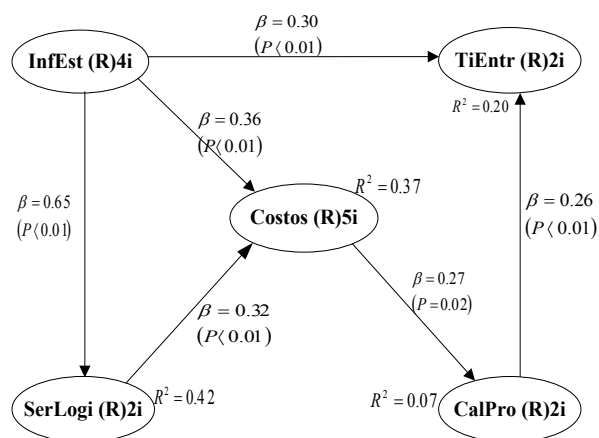 β = 0.30
(P⟨0.01)
InfEst (R)4i
TiEntr (R)2i
R² = 0.20
β = 0.36
(P⟨0.01)
R² = 0.37
β = 0.65
(P⟨0.01)
Costos (R)5i
β = 0.26
(P⟨0.01)
β = 0.27
(P = 0.02)
β = 0.32
(P⟨0.01)
SerLogi (R)2i
R² = 0.42
R² = 0.07
CalPro (R)2i